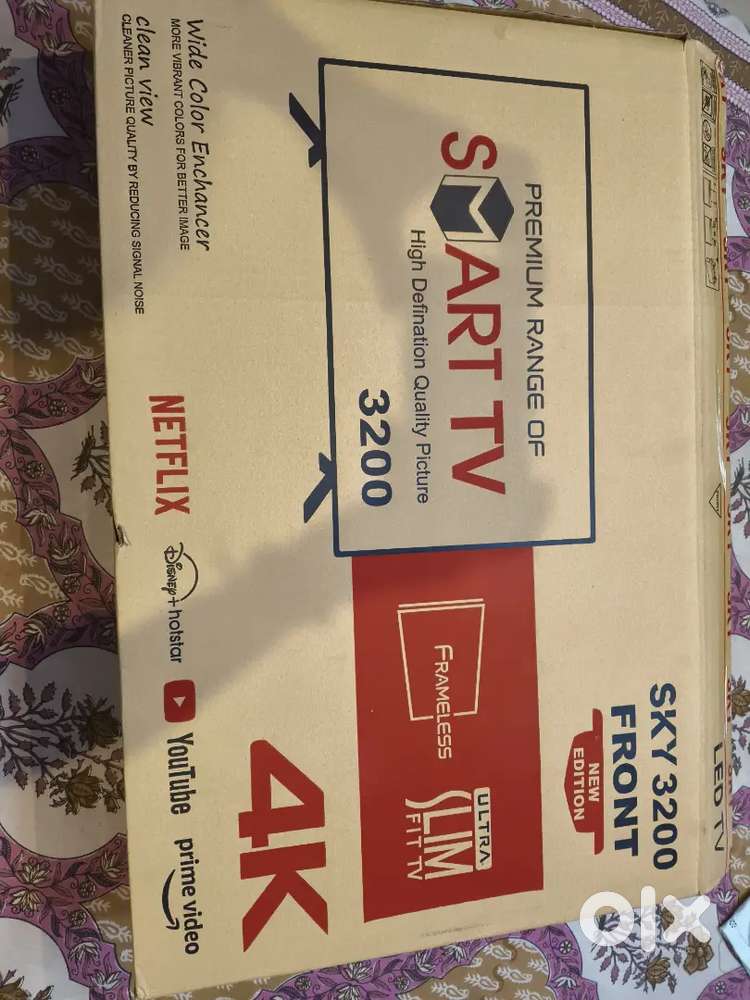 LED TV
SKY 3200
FRONT
NEW
EDITION
PREMIUM RANGE OF
SMART TV
High Defination Quality Picture
3200
FRAMELESS
ULTRA
SLIM
FIT TV
Wide Color Enchancer
MORE VIBRANT COLORS FOR BETTER IMAGE
clean view
CLEANER PICTURE QUALITY BY REDUCING SIGNAL NOISE
4K
NETFLIX
Disney+ hotstar
YouTube
prime video
olx